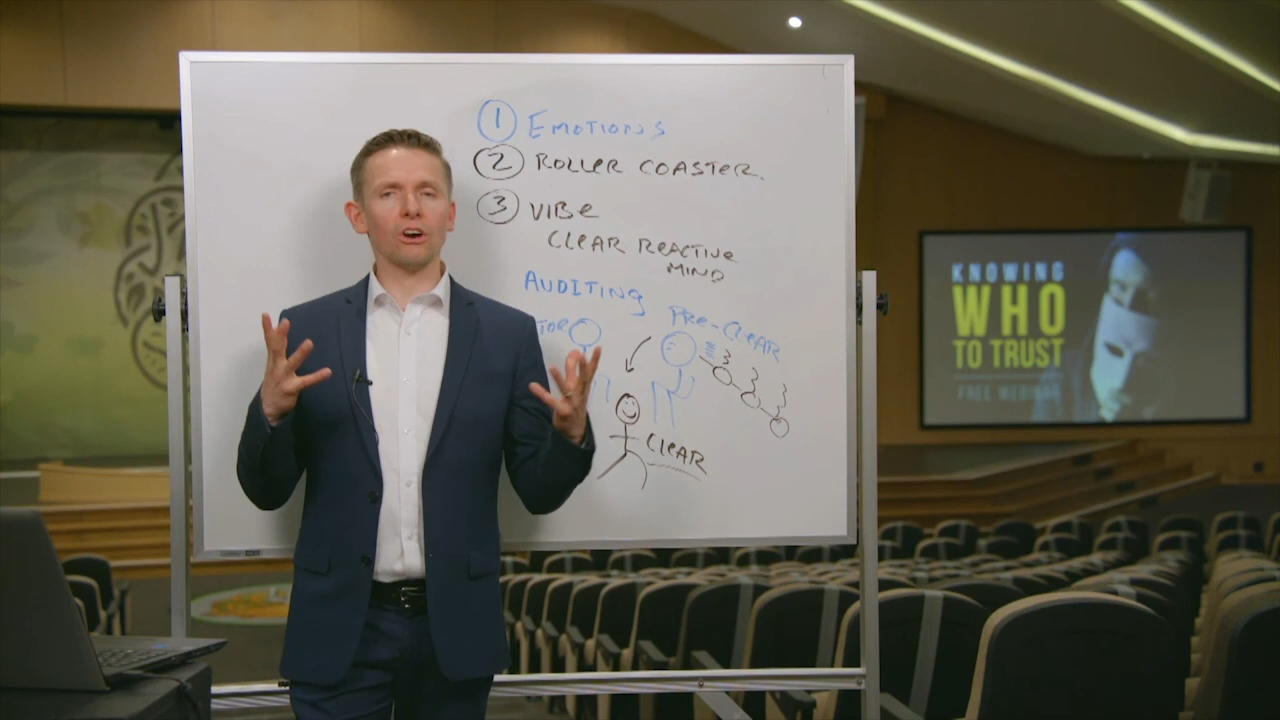 1 EMOTIONS
2 ROLLER COASTER.
3 VIBE
CLEAR REACTIVE
MIND
AUDITING
TOR
PRE-CLEAR
CLEAR
KNOWING
WHO
TO TRUST
FREE WEBINAR